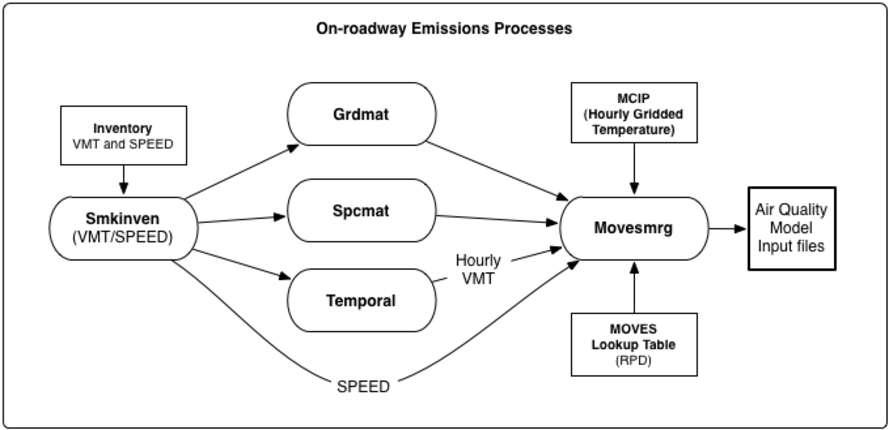 On-roadway Emissions Processes
Inventory
VMT and SPEED
Smkinven
(VMT/SPEED)
Grdmat
Spcmat
Temporal
Hourly
VMT
SPEED
MCIP
(Hourly Gridded
Temperature)
Movesmrg
MOVES
Lookup Table
(RPD)
Air Quality
Model
Input files